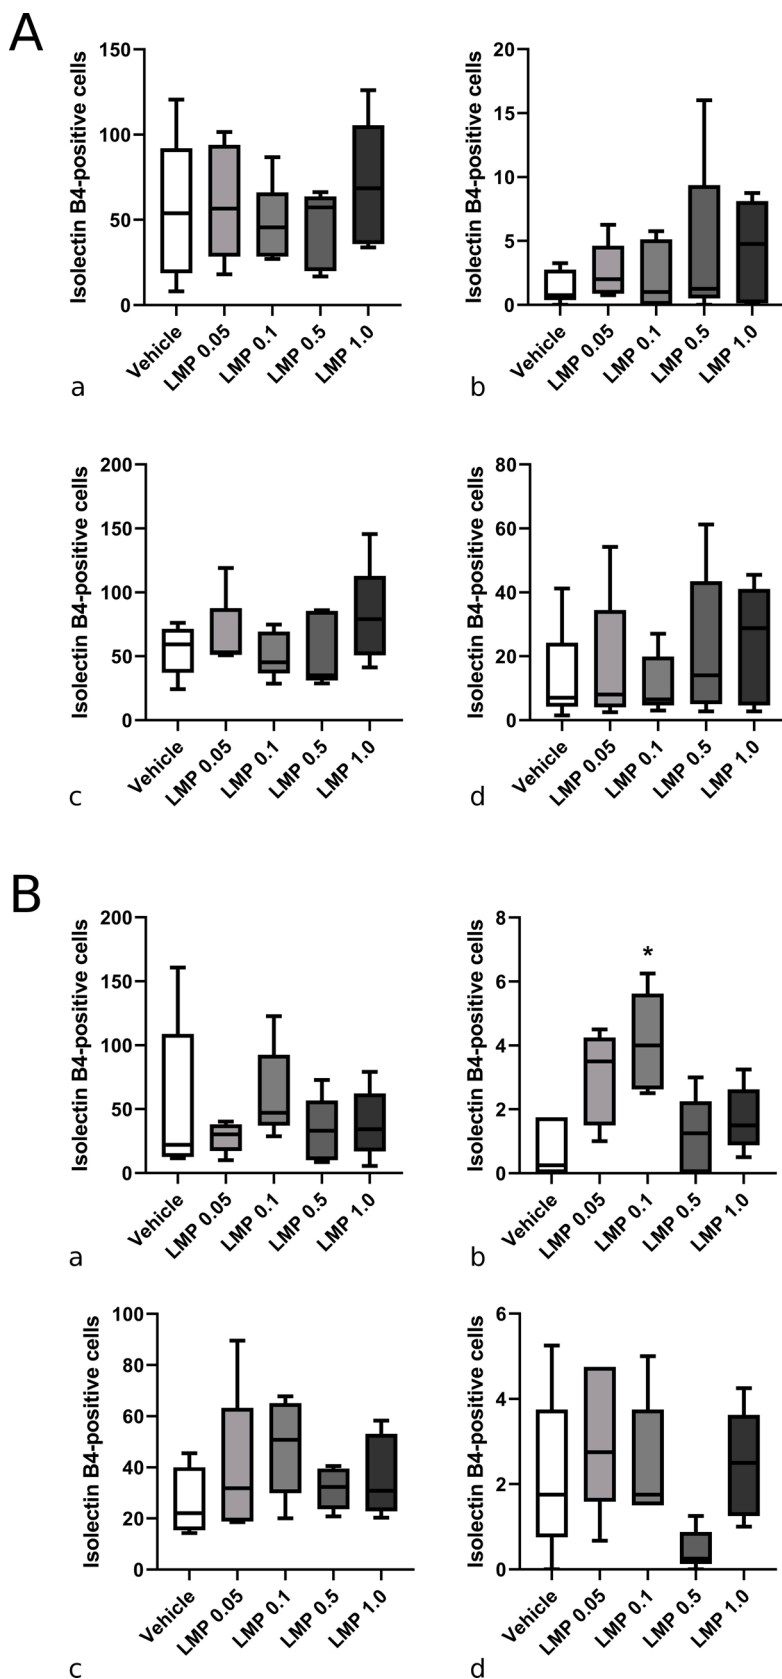 A
Isolectin B4-positive cells
150
100
50
0
Vehicle
LMP 0.05
LMP 0.1
LMP 0.5
LMP 1.0
a
Isolectin B4-positive cells
20
15
10
5
0
Vehicle
LMP 0.05
LMP 0.1
LMP 0.5
LMP 1.0
b
Isolectin B4-positive cells
200
150
100
50
0
Vehicle
LMP 0.05
LMP 0.1
LMP 0.5
LMP 1.0
c
Isolectin B4-positive cells
80
60
40
20
0
Vehicle
LMP 0.05
LMP 0.1
LMP 0.5
LMP 1.0
d
B
Isolectin B4-positive cells
200
150
100
50
0
Vehicle
LMP 0.05
LMP 0.1
LMP 0.5
LMP 1.0
a
Isolectin B4-positive cells
8
6
4
2
0
*
Vehicle
LMP 0.05
LMP 0.1
LMP 0.5
LMP 1.0
b
Isolectin B4-positive cells
100
80
60
40
20
0
Vehicle
LMP 0.05
LMP 0.1
LMP 0.5
LMP 1.0
c
Isolectin B4-positive cells
6
4
2
0
Vehicle
LMP 0.05
LMP 0.1
LMP 0.5
LMP 1.0
d